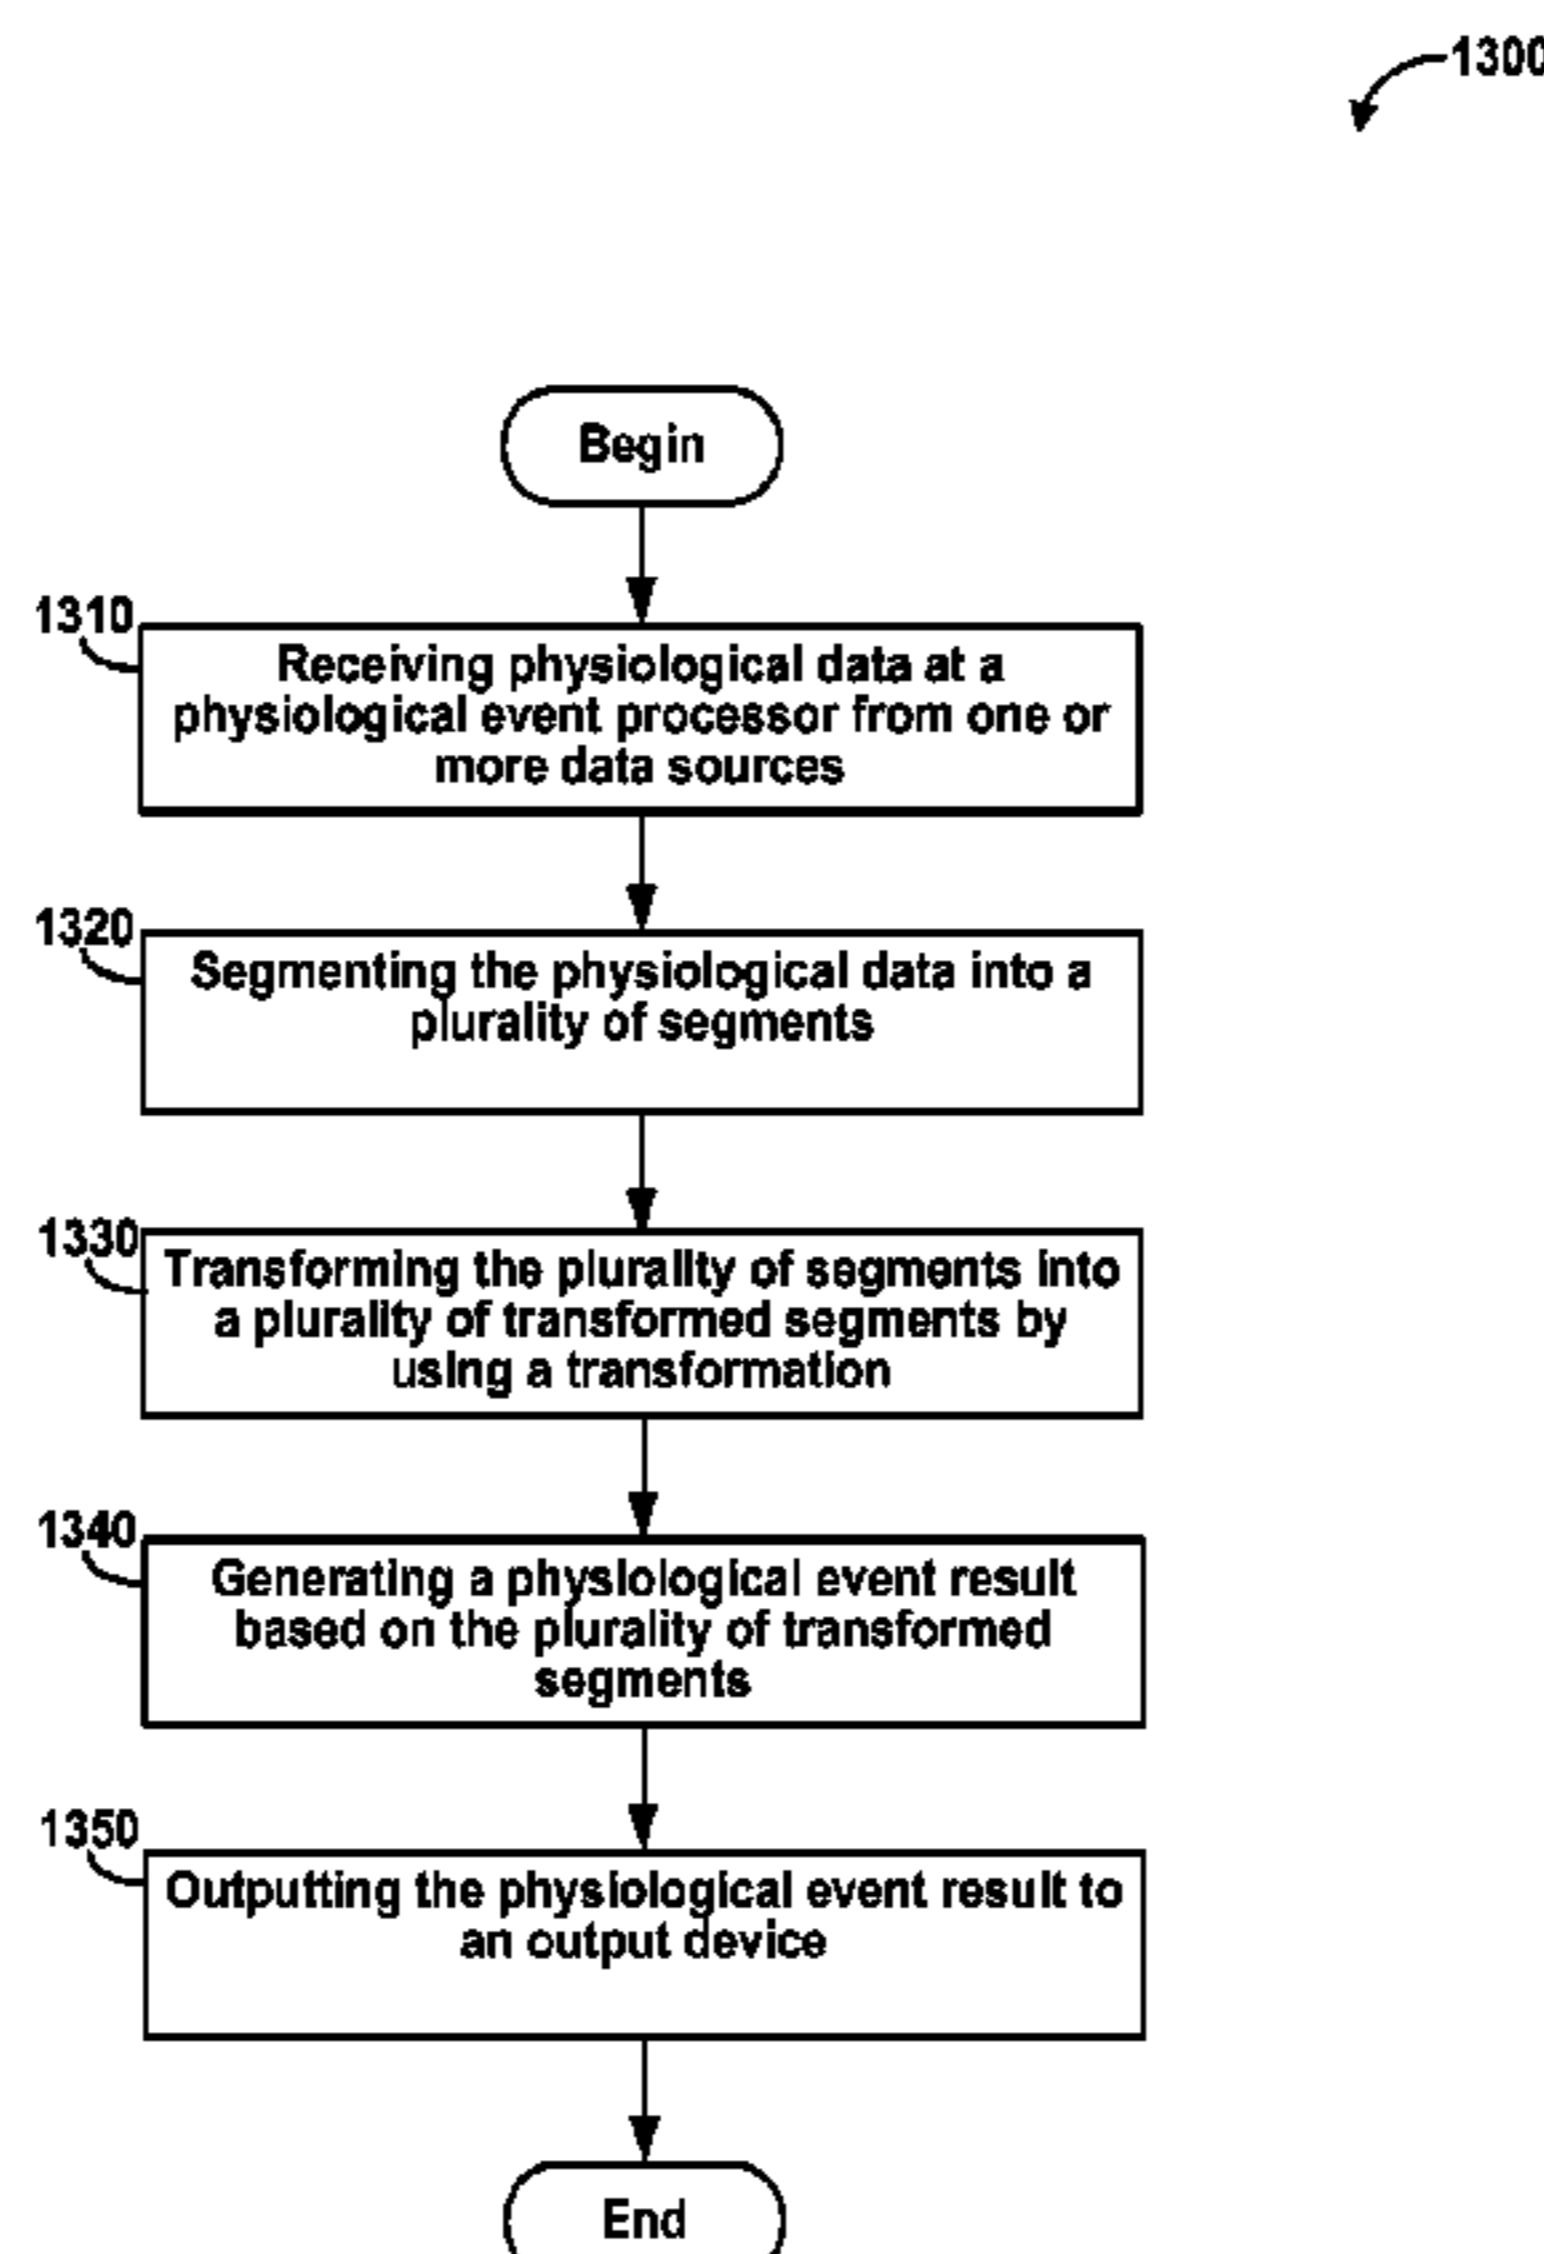 1300
Begin
1310
Receiving physiological data at a
physiological event processor from one or
more data sources
1320
Segmenting the physiological data into a
plurality of segments
1330
Transforming the plurality of segments into
a plurality of transformed segments by
using a transformation
1340
Generating a physiological event result
based on the plurality of transformed
segments
1350
Outputting the physiological event result to
an output device
End